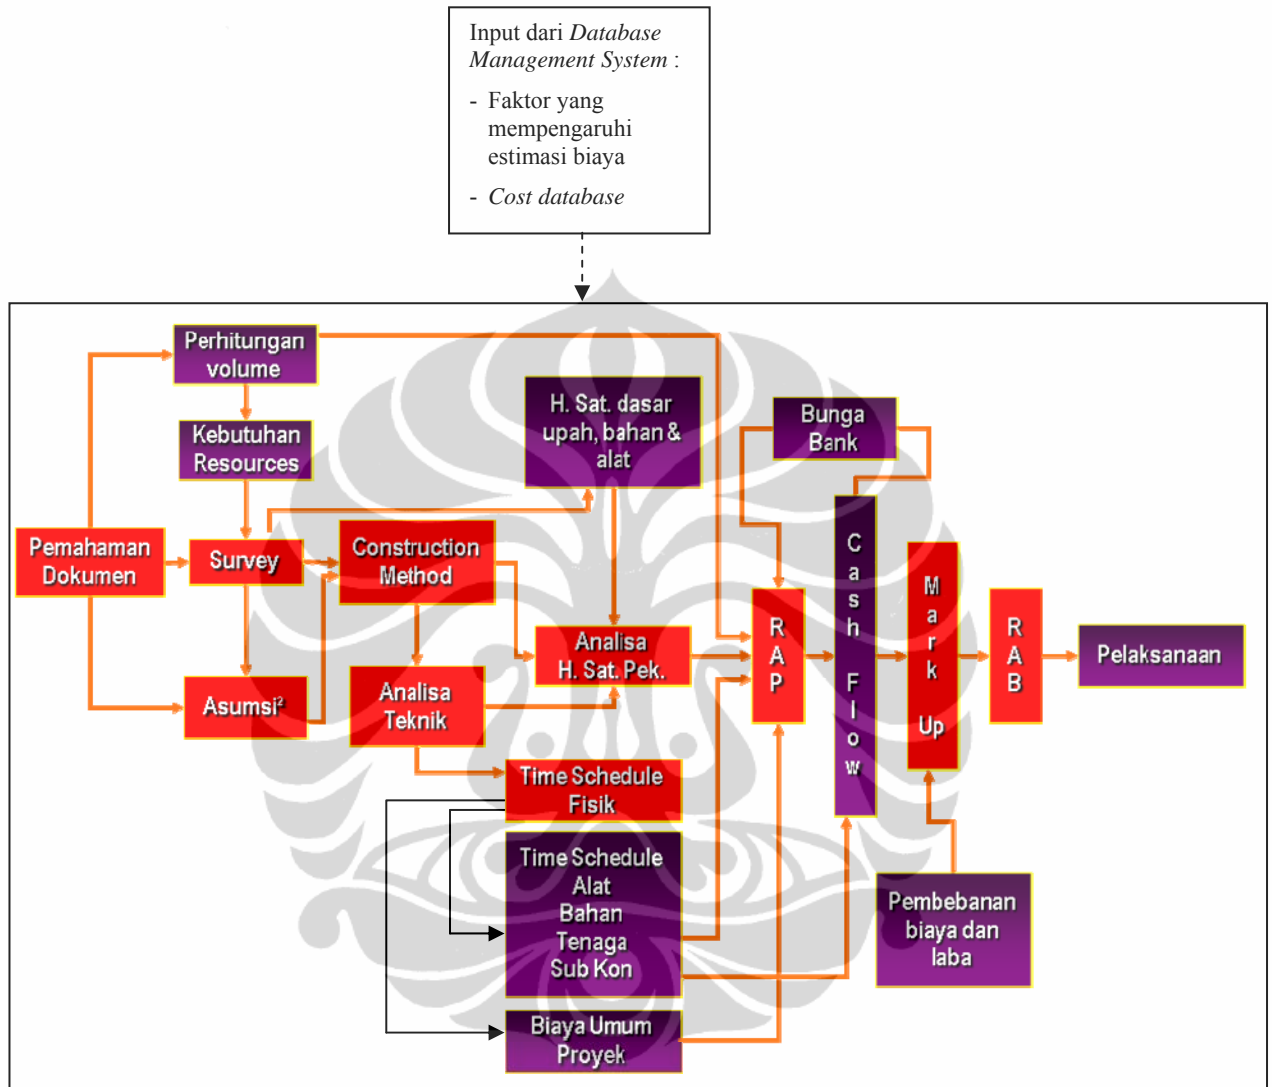 Input dari Database
Management System :
- Faktor yang
mempengaruhi
estimasi biaya
- Cost database
Perhitungan
volume
Kebutuhan
Resources
Pemahaman
Dokumen
Survey
Asumsi²
Construction
Method
Analisa
Teknik
H. Sat. dasar
upah, bahan &
alat
Analisa
H. Sat. Pek.
Time Schedule
Fisik
Time Schedule
Alat
Bahan
Tenaga
Sub Kon
Biaya Umum
Proyek
Bunga
Bank
R
A
P
C
a
s
h
F
l
o
w
M
a
r
k
Up
R
A
B
Pelaksanaan
Pembebanan
biaya dan
laba